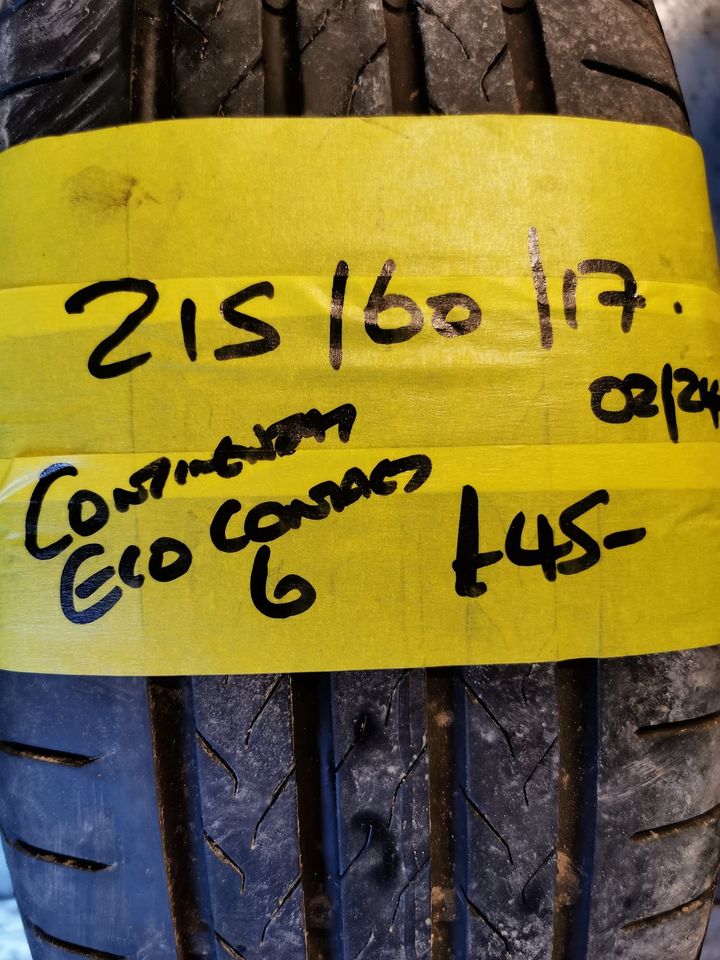 215/60/17.
02/24
CONTINENTAL
ECO CONTACT
6
£45-